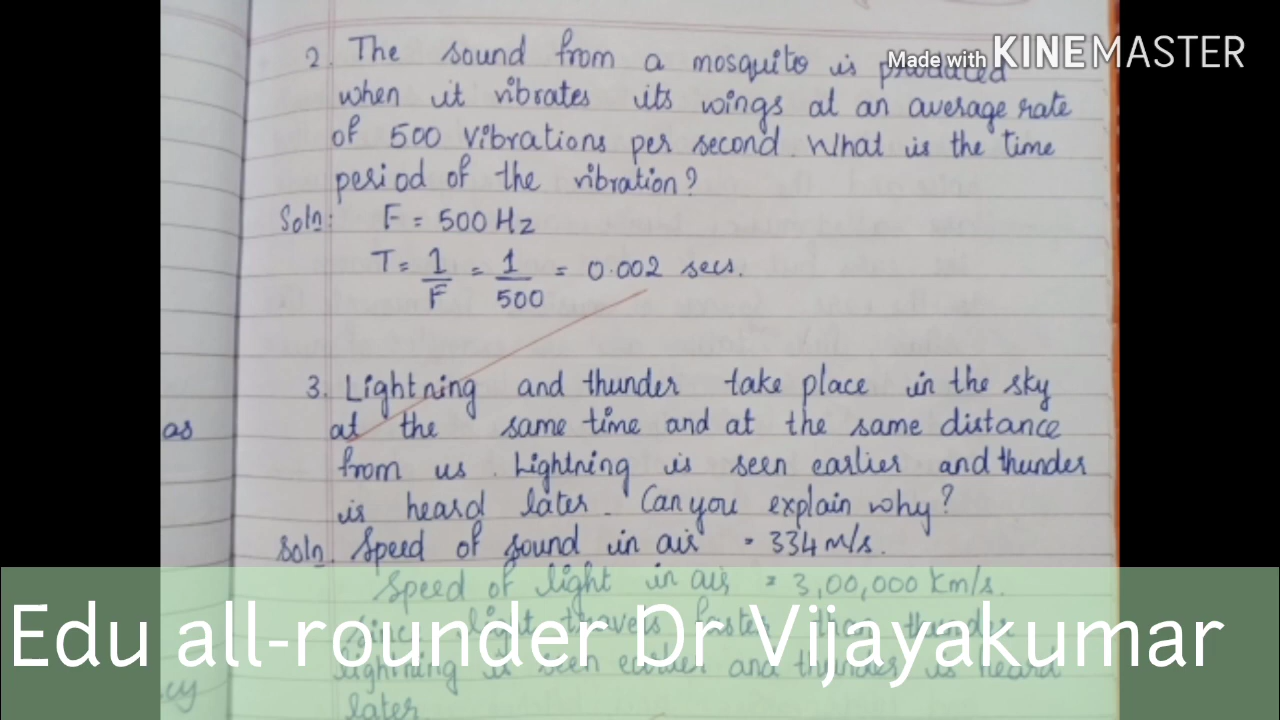 Made with KINEMASTER
2. The sound from a mosquito is produced
when it vibrates its wings at an average rate
of 500 vibrations per second. What is the time
period of the vibration?
Soln: F = 500 Hz
T = 1/F = 1/500 = 0.002 secs.
3. Lightning and thunder take place in the sky
as
at the same time and at the same distance
from us. Lightning is seen earlier and thunder
is heard later. Can you explain why?
Soln. Speed of sound in air = 334 m/s.
Speed of light in air = 3,00,000 Km/s.
Since light travels faster than thunder
Edu all-rounder Dr Vijayakumar
lightning is seen earlier and thunder is heard
cy
later